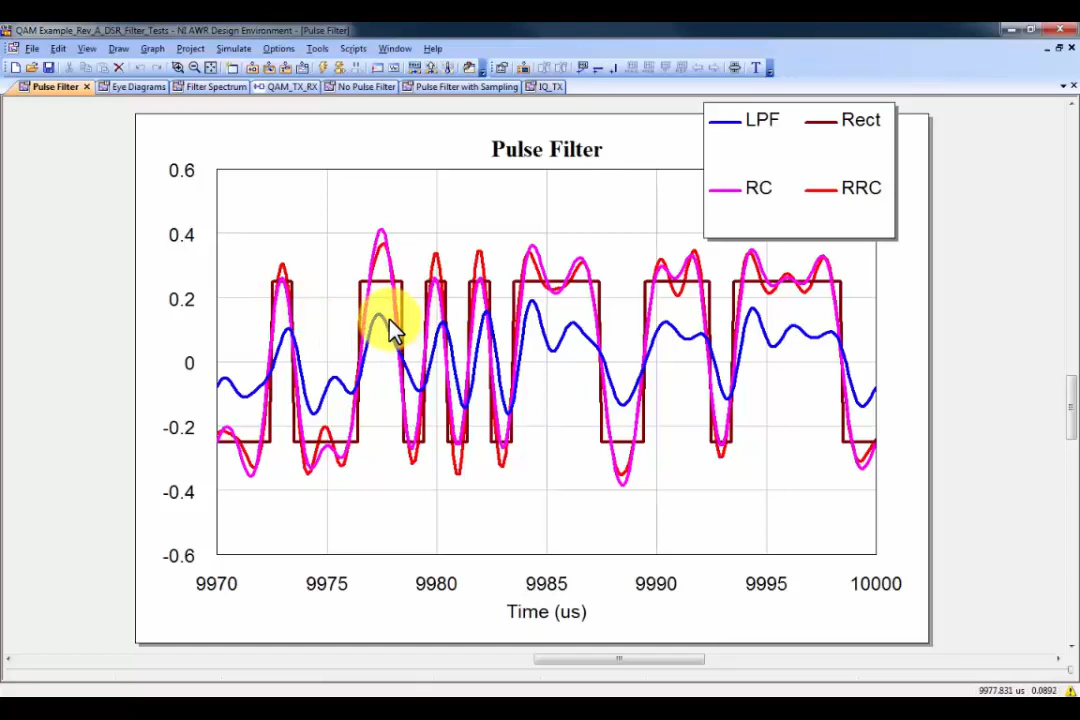 QAM Example_Rev_A_DSR_Filter_Tests - NI AWR Design Environment - [Pulse Filter]
File Edit View Draw Graph Project Simulate Options Tools Scripts Window Help
Pulse Filter Eye Diagrams Filter Spectrum QAM_TX_RX No Pulse Filter Pulse Filter with Sampling IQ_TX
LPF Rect
RC RRC
Pulse Filter
0.6
0.4
0.2
0
-0.2
-0.4
-0.6
9970 9975 9980 9985 9990 9995 10000
Time (us)
9977.831 us 0.0892